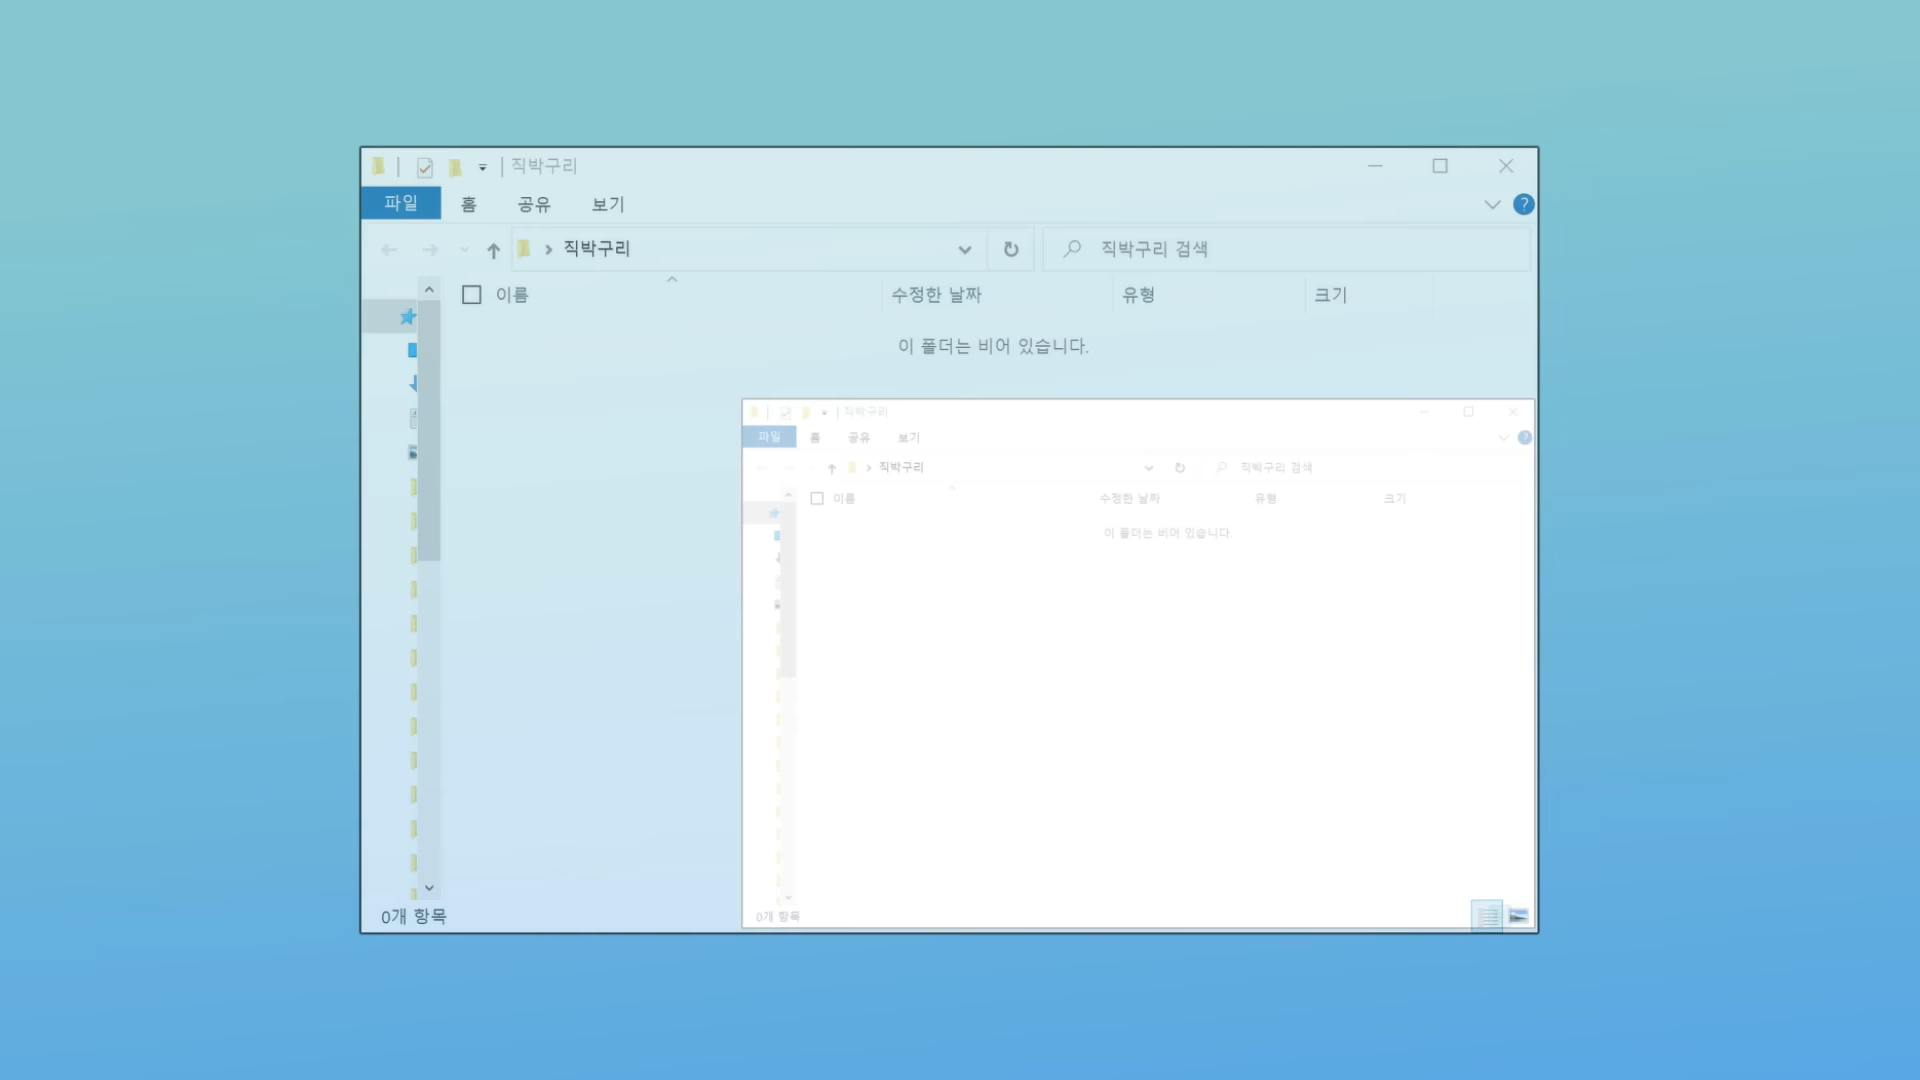 직박구리
파일 홈 공유 보기
직박구리 직박구리 검색
이름 수정한 날짜 유형 크기
이 폴더는 비어 있습니다.
0개 항목
직박구리
파일 홈 공유 보기
직박구리 직박구리 검색
이름 수정한 날짜 유형 크기
이 폴더는 비어 있습니다.
0개 항목